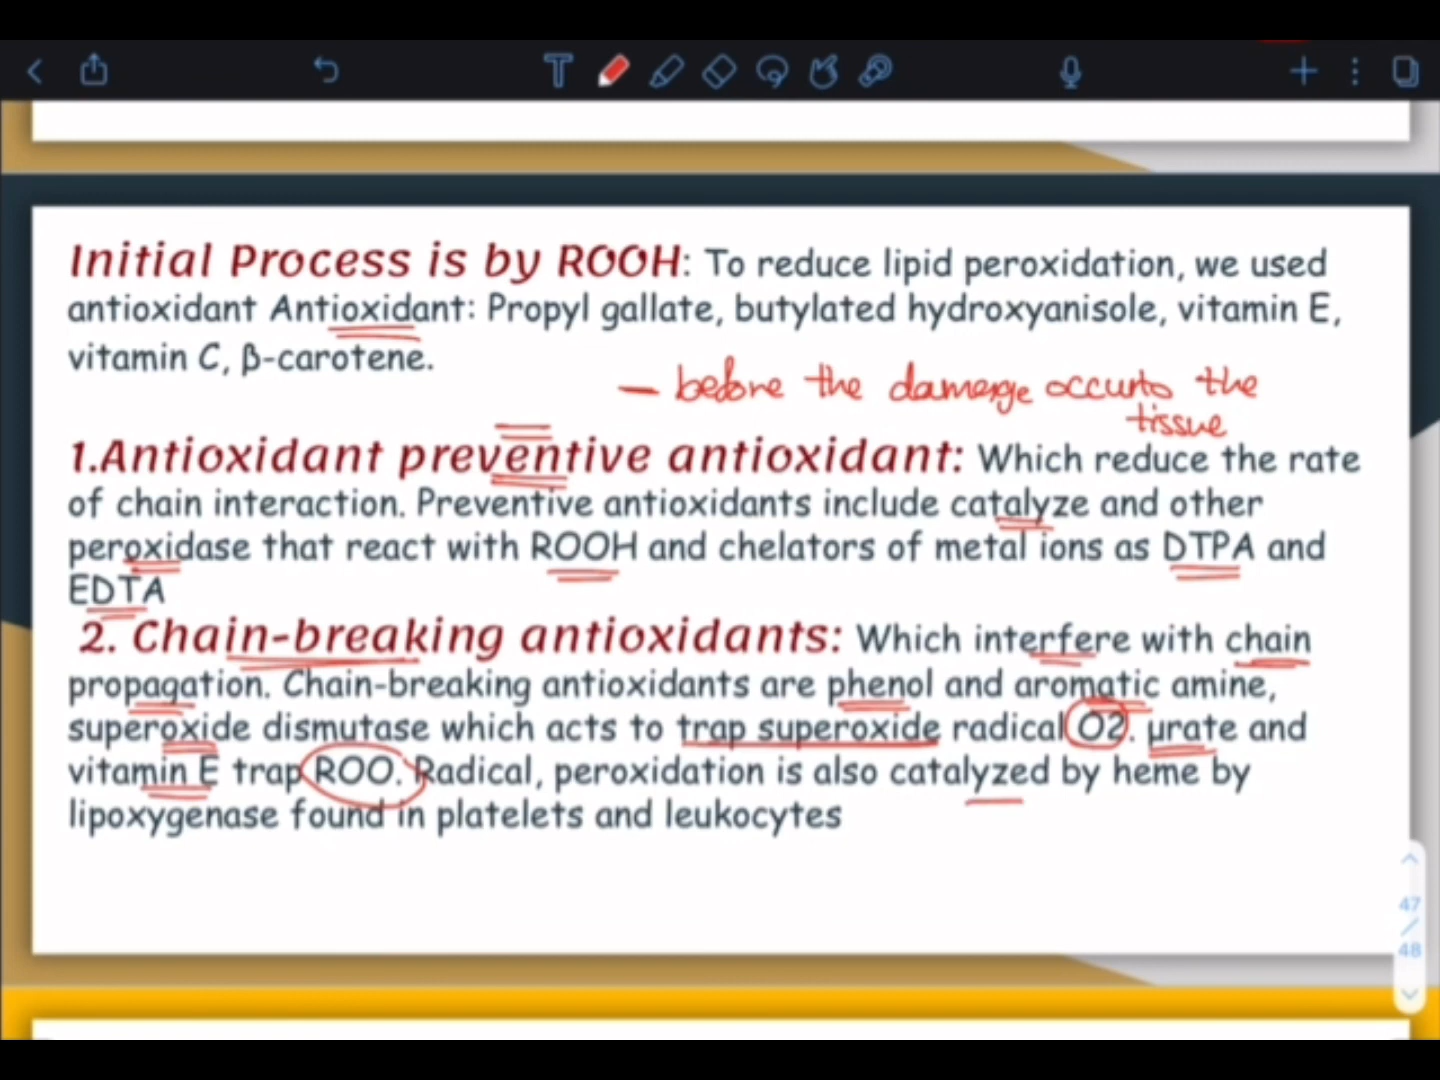 Initial Process is by ROOH: To reduce lipid peroxidation, we used
antioxidant Antioxidant: Propyl gallate, butylated hydroxyanisole, vitamin E,
vitamin C, β-carotene.
— before the damage occur to the
tissue
1.Antioxidant preventive antioxidant: Which reduce the rate
of chain interaction. Preventive antioxidants include catalyze and other
peroxidase that react with ROOH and chelators of metal ions as DTPA and
EDTA
2. Chain-breaking antioxidants: Which interfere with chain
propagation. Chain-breaking antioxidants are phenol and aromatic amine,
superoxide dismutase which acts to trap superoxide radical O2. µrate and
vitamin E trap ROO. Radical, peroxidation is also catalyzed by heme by
lipoxygenase found in platelets and leukocytes
47
/
48